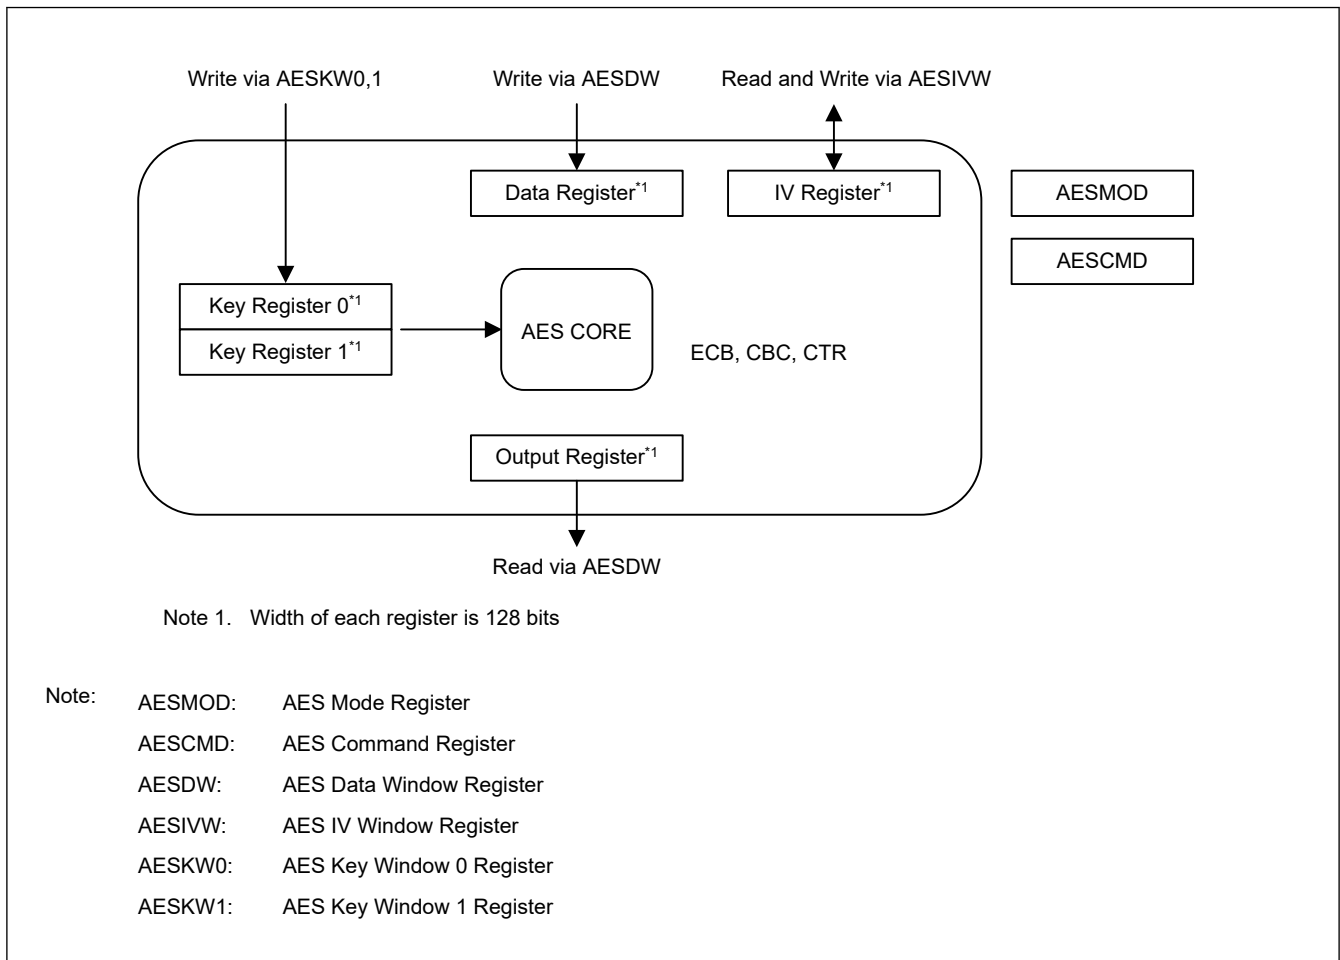 Write via AESKW0,1
Write via AESDW
Read and Write via AESIVW
Data Register*1
IV Register*1
AESMOD
AESCMD
Key Register 0*1
Key Register 1*1
AES CORE
ECB, CBC, CTR
Output Register*1
Read via AESDW
Note 1. Width of each register is 128 bits
Note:
AESMOD: AES Mode Register
AESCMD: AES Command Register
AESDW: AES Data Window Register
AESIVW: AES IV Window Register
AESKW0: AES Key Window 0 Register
AESKW1: AES Key Window 1 Register